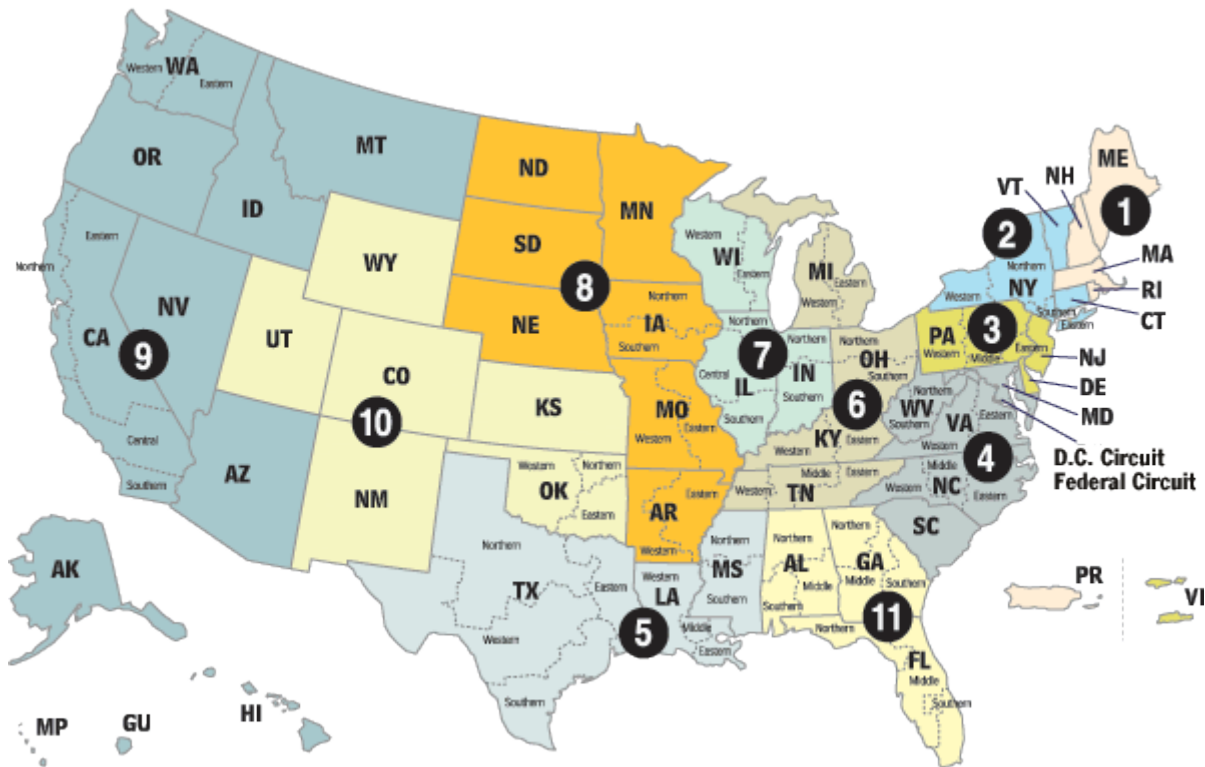 WA
Western
Eastern
OR
MT
ID
ND
MN
SD
WY
NE
8
Northern
IA
Southern
Eastern
Northern
NV
CA
9
Central
Southern
UT
CO
10
KS
AZ
NM
Western
Northern
OK
Eastern
MO
Western
Eastern
AR
Eastern
Western
Western
WI
Eastern
MI
Eastern
Western
Northern
7
Central
IL
Southern
Northern
IN
Southern
Northern
OH
Southern
6
KY
Western
Eastern
Middle
Eastern
Western
TN
ME
NH
VT
1
2
Northern
NY
Western
Southern
Eastern
MA
RI
CT
PA
3
Western
Middle
Eastern
NJ
DE
MD
D.C. Circuit
Federal Circuit
Northern
WV
Southern
VA
Eastern
Western
4
Middle
Western
NC
Eastern
SC
Northern
TX
Eastern
Western
Southern
Western
LA
5
Middle
Eastern
Northern
MS
Southern
Northern
AL
Middle
Southern
Northern
GA
Middle
Southern
11
Northern
FL
Middle
Southern
AK
HI
MP
GU
PR
VI